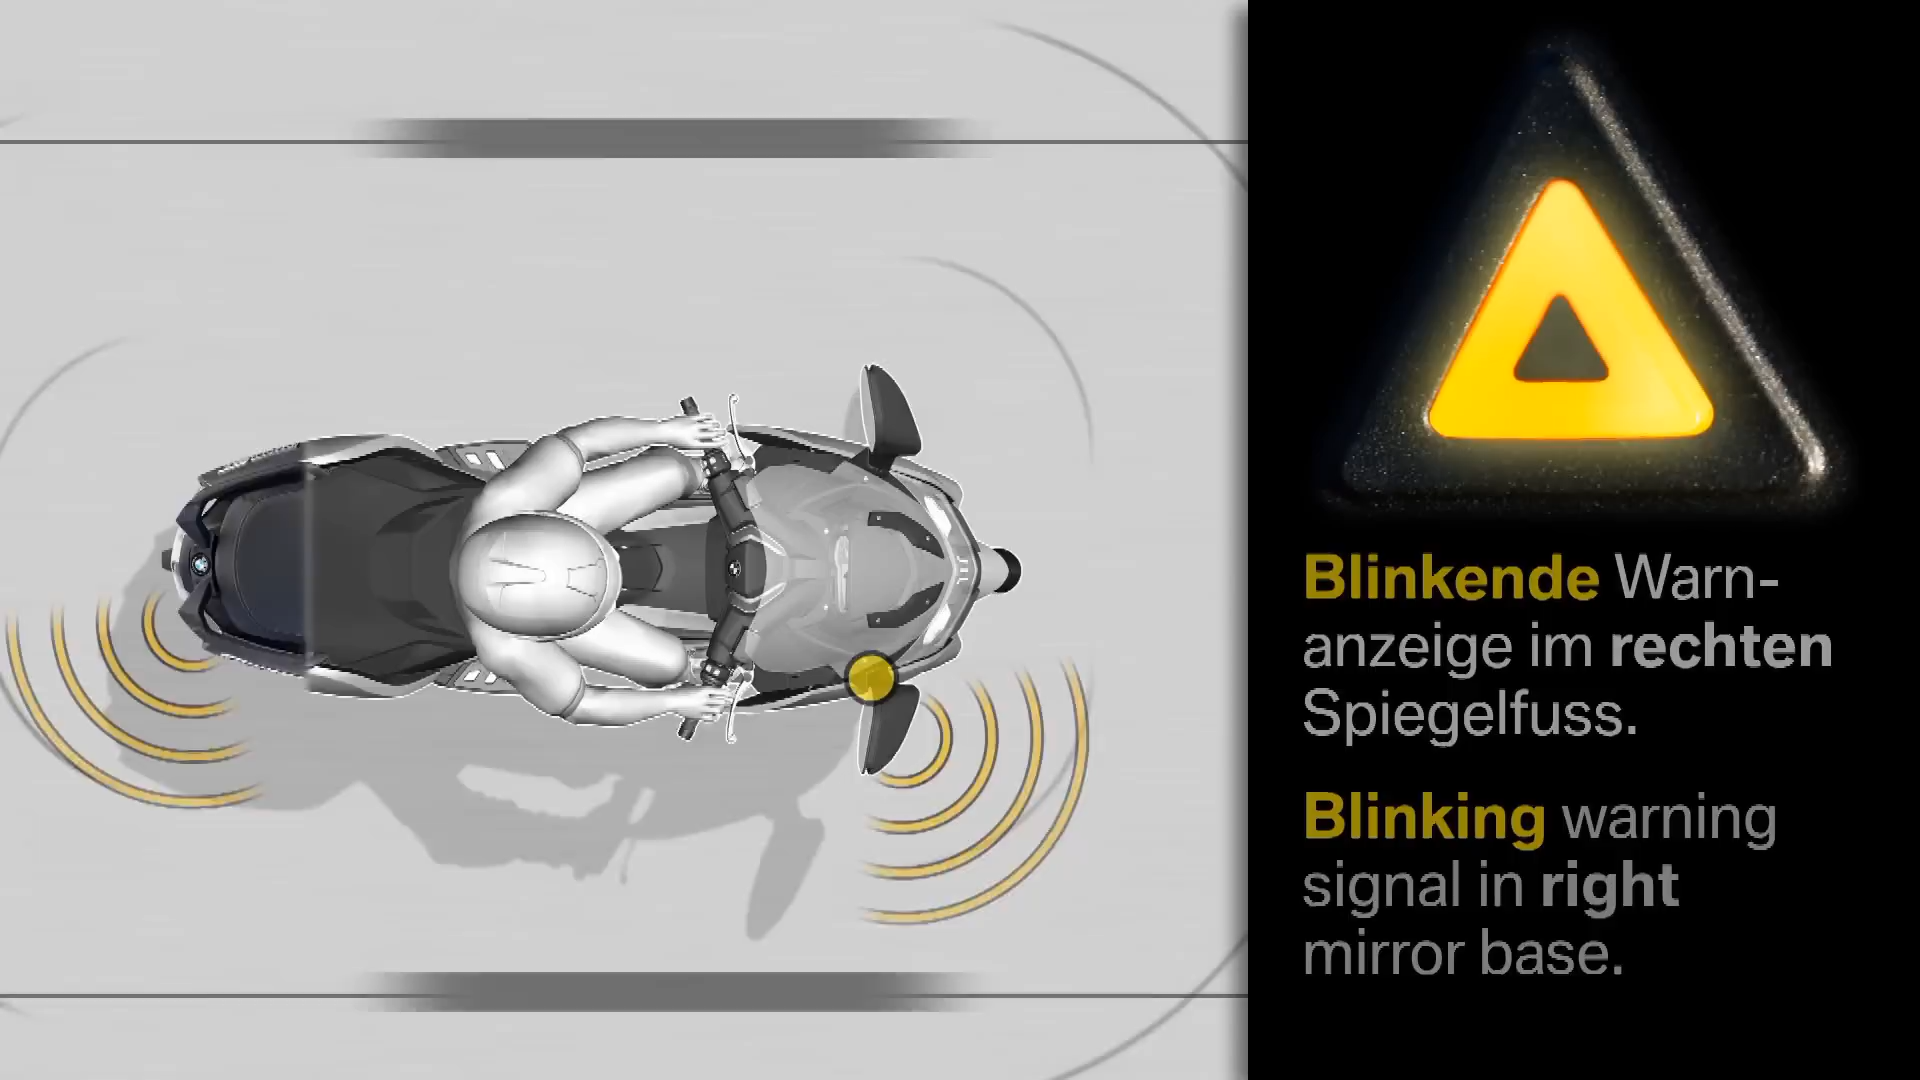 Blinkende Warn-
anzeige im rechten
Spiegelfuss.
Blinking warning
signal in right
mirror base.